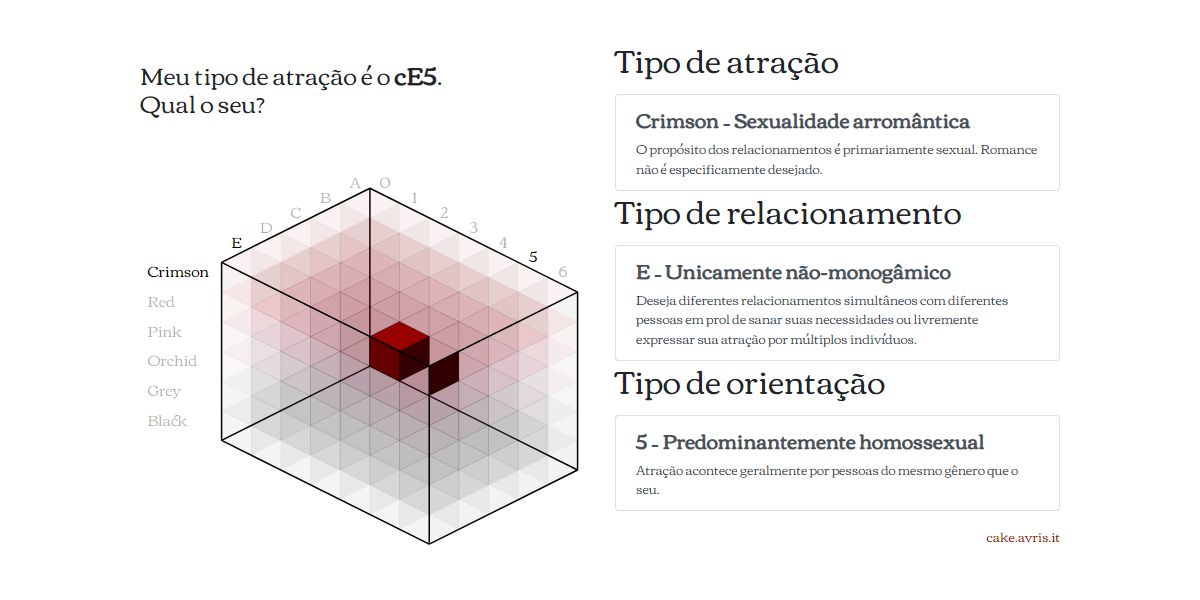 Meu tipo de atração é o cE5.
Qual o seu?
A 0
B 1
C 2
D 3
E 4
5
6
Crimson
Red
Pink
Orchid
Grey
Black
Tipo de atração
Crimson - Sexualidade arromântica
O propósito dos relacionamentos é primariamente sexual. Romance
não é especificamente desejado.
Tipo de relacionamento
E - Unicamente não-monogâmico
Deseja diferentes relacionamentos simultâneos com diferentes
pessoas em prol de sanar suas necessidades ou livremente
expressar sua atração por múltiplos indivíduos.
Tipo de orientação
5 - Predominantemente homossexual
Atração acontece geralmente por pessoas do mesmo gênero que o
seu.
cake.avris.it